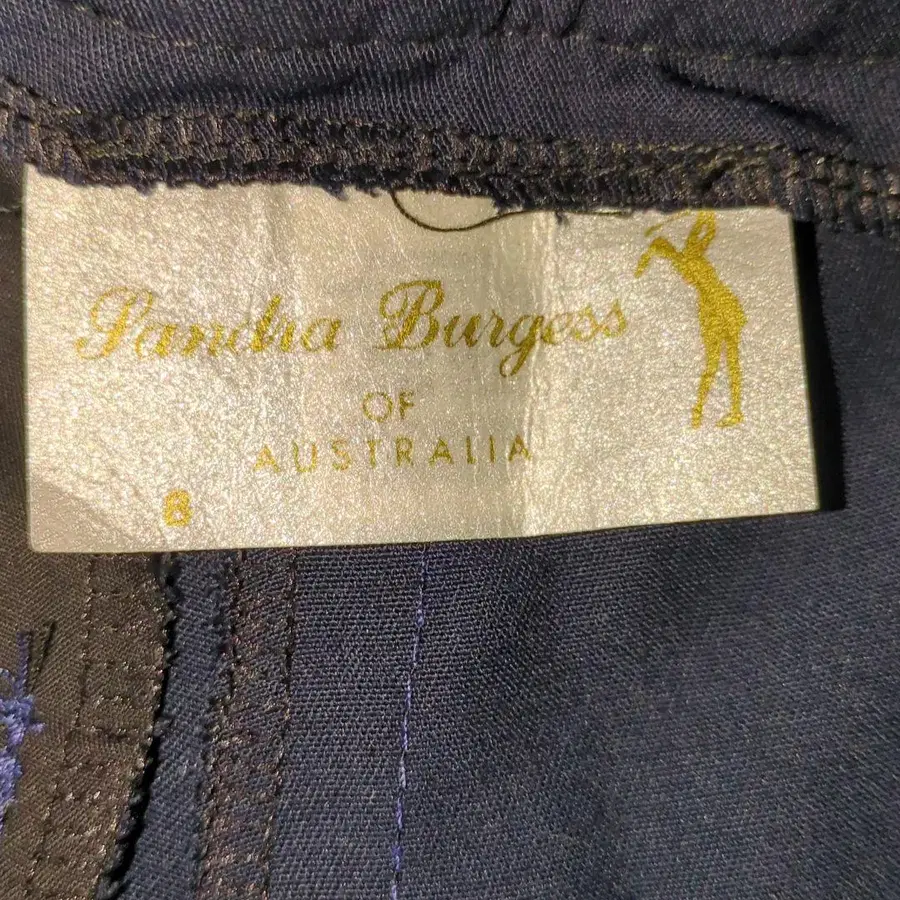 Sandra Burgess
OF
AUSTRALIA
8